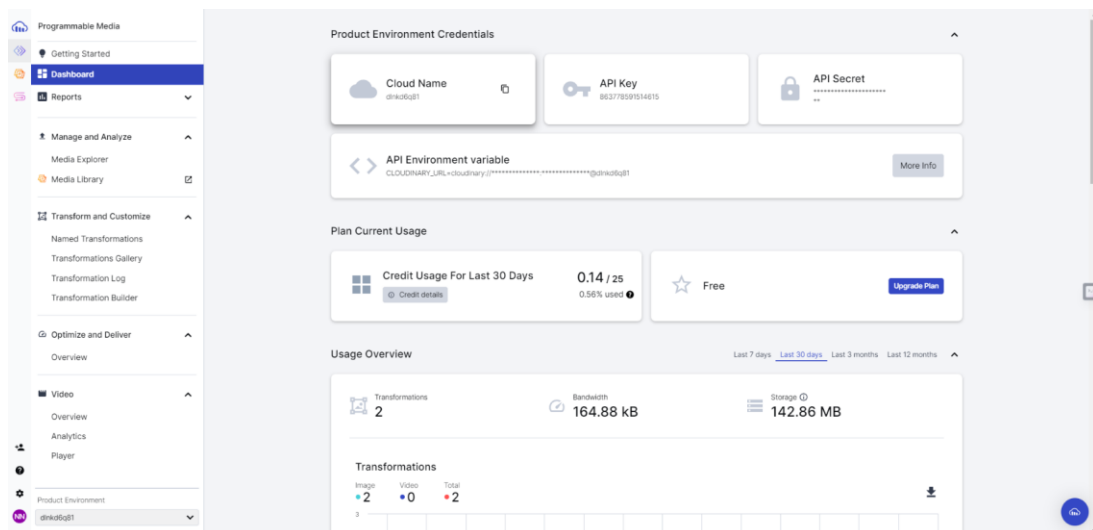 Programmable Media
Getting Started
Dashboard
Reports
Manage and Analyze
Media Explorer
Media Library
Transform and Customize
Named Transformations
Transformations Gallery
Transformation Log
Transformation Builder
Optimize and Deliver
Overview
Video
Overview
Analytics
Player
NN
Product Environment
dlnkd6q81
Product Environment Credentials
Cloud Name
dlnkd6q81
API Key
863778591514615
API Secret
**********************
**
API Environment variable
CLOUDINARY_URL=cloudinary://***************:***************@dlnkd6q81
More Info
Plan Current Usage
Credit Usage For Last 30 Days
Credit details
0.14 / 25
0.56% used
Free
Upgrade Plan
Usage Overview
Last 7 days Last 30 days Last 3 months Last 12 months
Transformations
2
Bandwidth
164.88 kB
Storage
142.86 MB
Transformations
Image Video Total
2 0 2
3